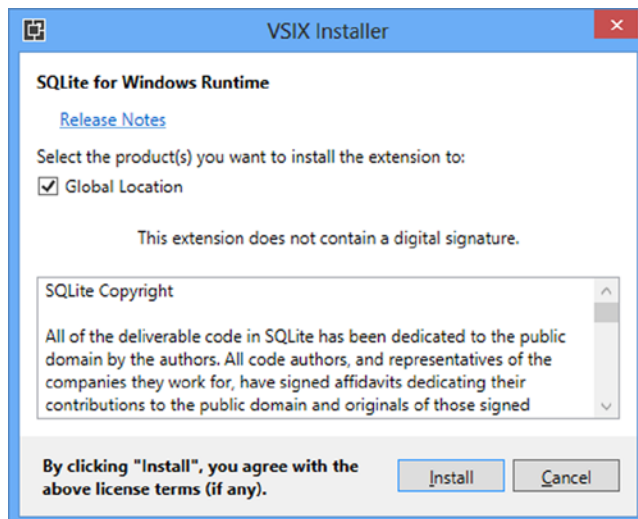 VSIX Installer
SQLite for Windows Runtime
Release Notes
Select the product(s) you want to install the extension to:
Global Location
This extension does not contain a digital signature.
SQLite Copyright
All of the deliverable code in SQLite has been dedicated to the public
domain by the authors. All code authors, and representatives of the
companies they work for, have signed affidavits dedicating their
contributions to the public domain and originals of those signed
By clicking "Install", you agree with the
above license terms (if any).
Install
Cancel